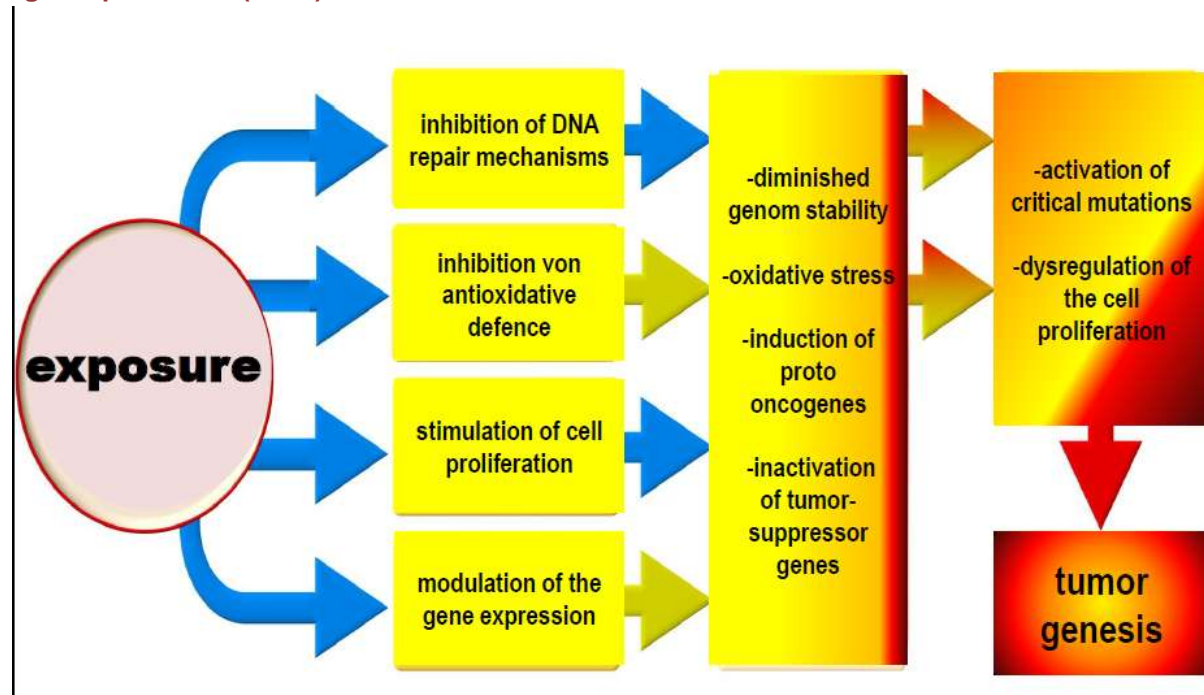 exposure
inhibition of DNA
repair mechanisms
inhibition von
antioxidative
defence
stimulation of cell
proliferation
modulation of the
gene expression
-diminished
genom stability
-oxidative stress
-induction of
proto
oncogenes
-inactivation
of tumor-
suppressor
genes
-activation of
critical mutations
-dysregulation of
the cell
proliferation
tumor
genesis